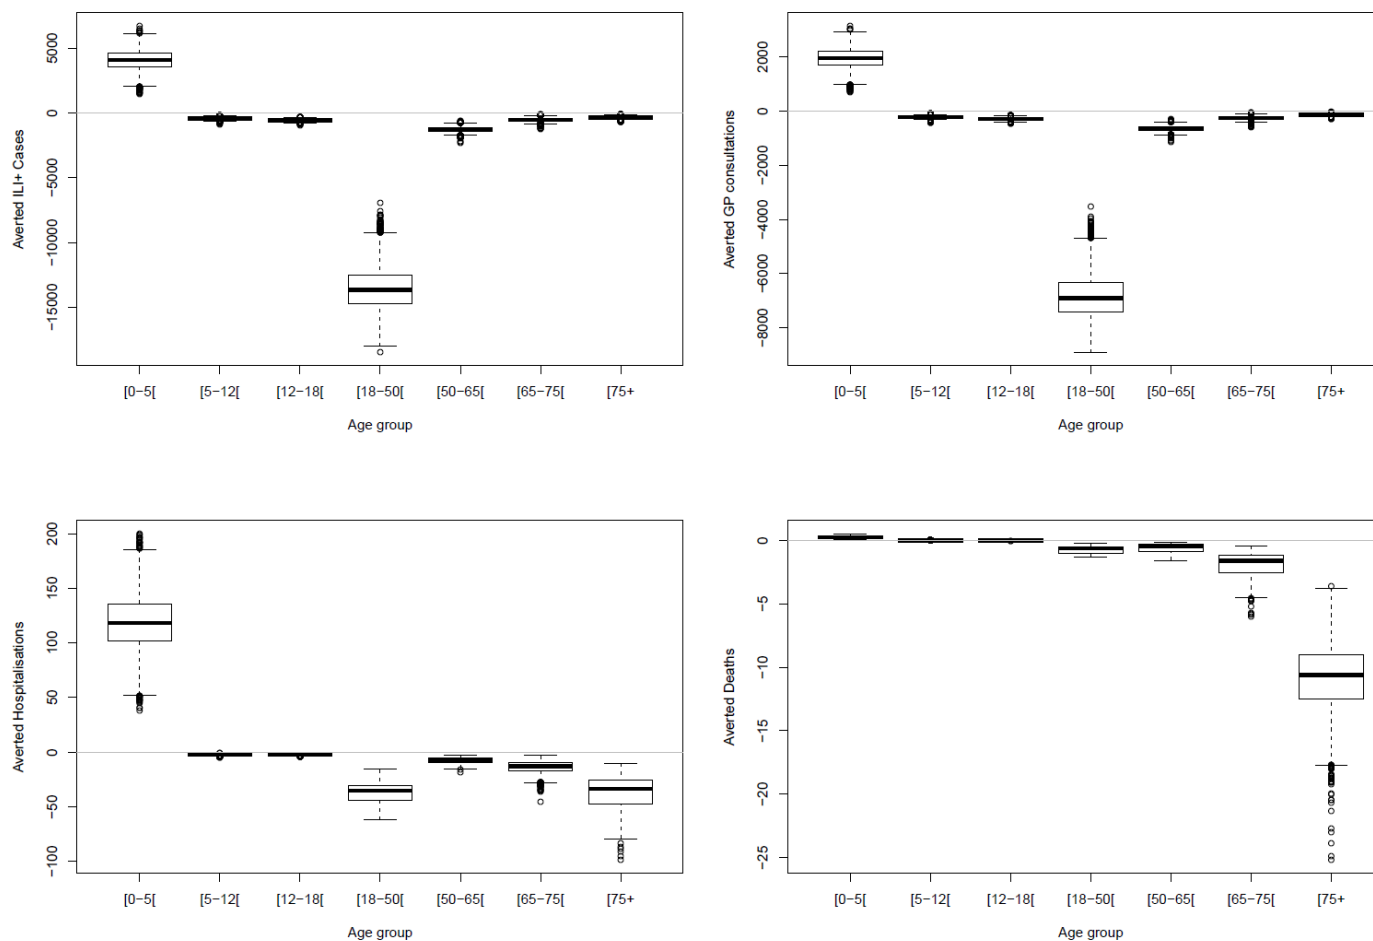 Averted ILI+ Cases
5000
0
−5000
−10000
−15000
[0−5[ [5−12[ [12−18[ [18−50[ [50−65[ [65−75[ [75+
Age group
Averted GP consultations
2000
0
−2000
−4000
−6000
−8000
[0−5[ [5−12[ [12−18[ [18−50[ [50−65[ [65−75[ [75+
Age group
Averted Hospitalisations
200
150
100
50
0
−50
−100
[0−5[ [5−12[ [12−18[ [18−50[ [50−65[ [65−75[ [75+
Age group
Averted Deaths
0
−5
−10
−15
−20
−25
[0−5[ [5−12[ [12−18[ [18−50[ [50−65[ [65−75[ [75+
Age group